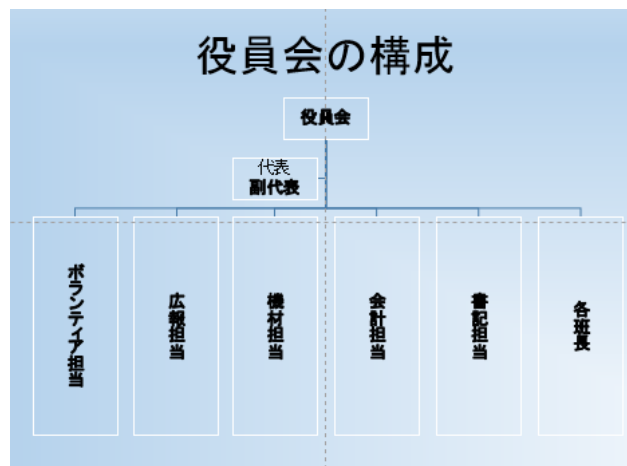 役員会の構成
役員会
代表
副代表
ボランティア担当
広報担当
機材担当
会計担当
書記担当
各班長